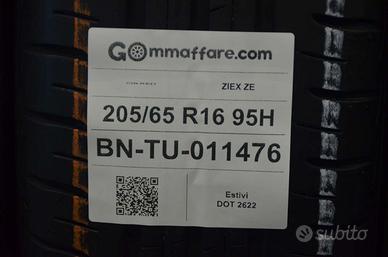 GOmmaffare.com
ZIEX ZE
205/65 R16 95H
BN-TU-011476
Estivi
DOT 2622
subito